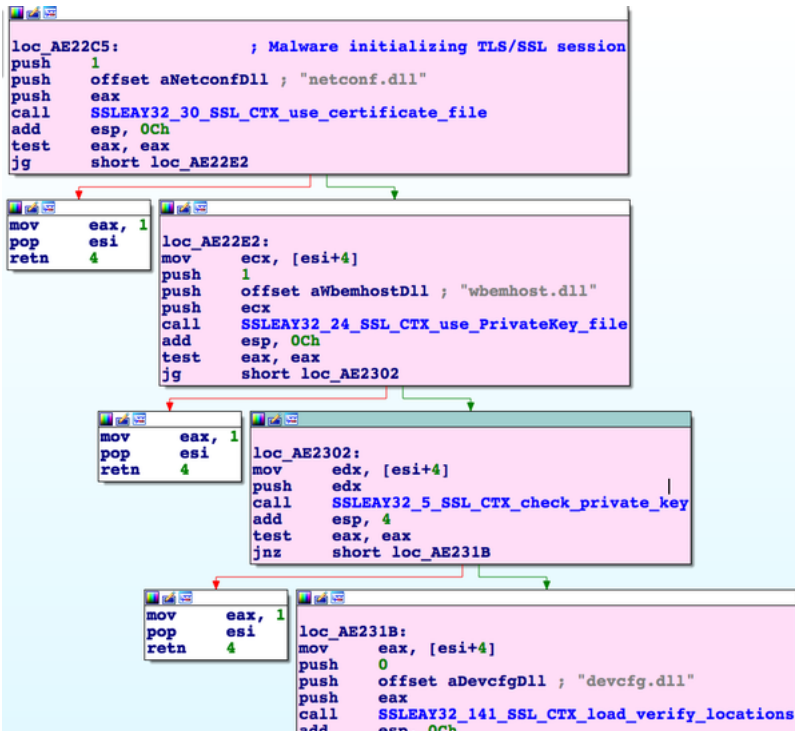 loc_AE22C5: ; Malware initializing TLS/SSL session
push 1
push offset aNetconfDll ; "netconf.dll"
push eax
call SSLEAY32_30_SSL_CTX_use_certificate_file
add esp, 0Ch
test eax, eax
jg short loc_AE22E2
mov eax, 1
pop esi
retn 4
loc_AE22E2:
mov ecx, [esi+4]
push 1
push offset aWbemhostDll ; "wbemhost.dll"
push ecx
call SSLEAY32_24_SSL_CTX_use_PrivateKey_file
add esp, 0Ch
test eax, eax
jg short loc_AE2302
mov eax, 1
pop esi
retn 4
loc_AE2302:
mov edx, [esi+4]
push edx
call SSLEAY32_5_SSL_CTX_check_private_key
add esp, 4
test eax, eax
jnz short loc_AE231B
mov eax, 1
pop esi
retn 4
loc_AE231B:
mov eax, [esi+4]
push 0
push offset aDevcfgDll ; "devcfg.dll"
push eax
call SSLEAY32_141_SSL_CTX_load_verify_locations
add esp, 0Ch